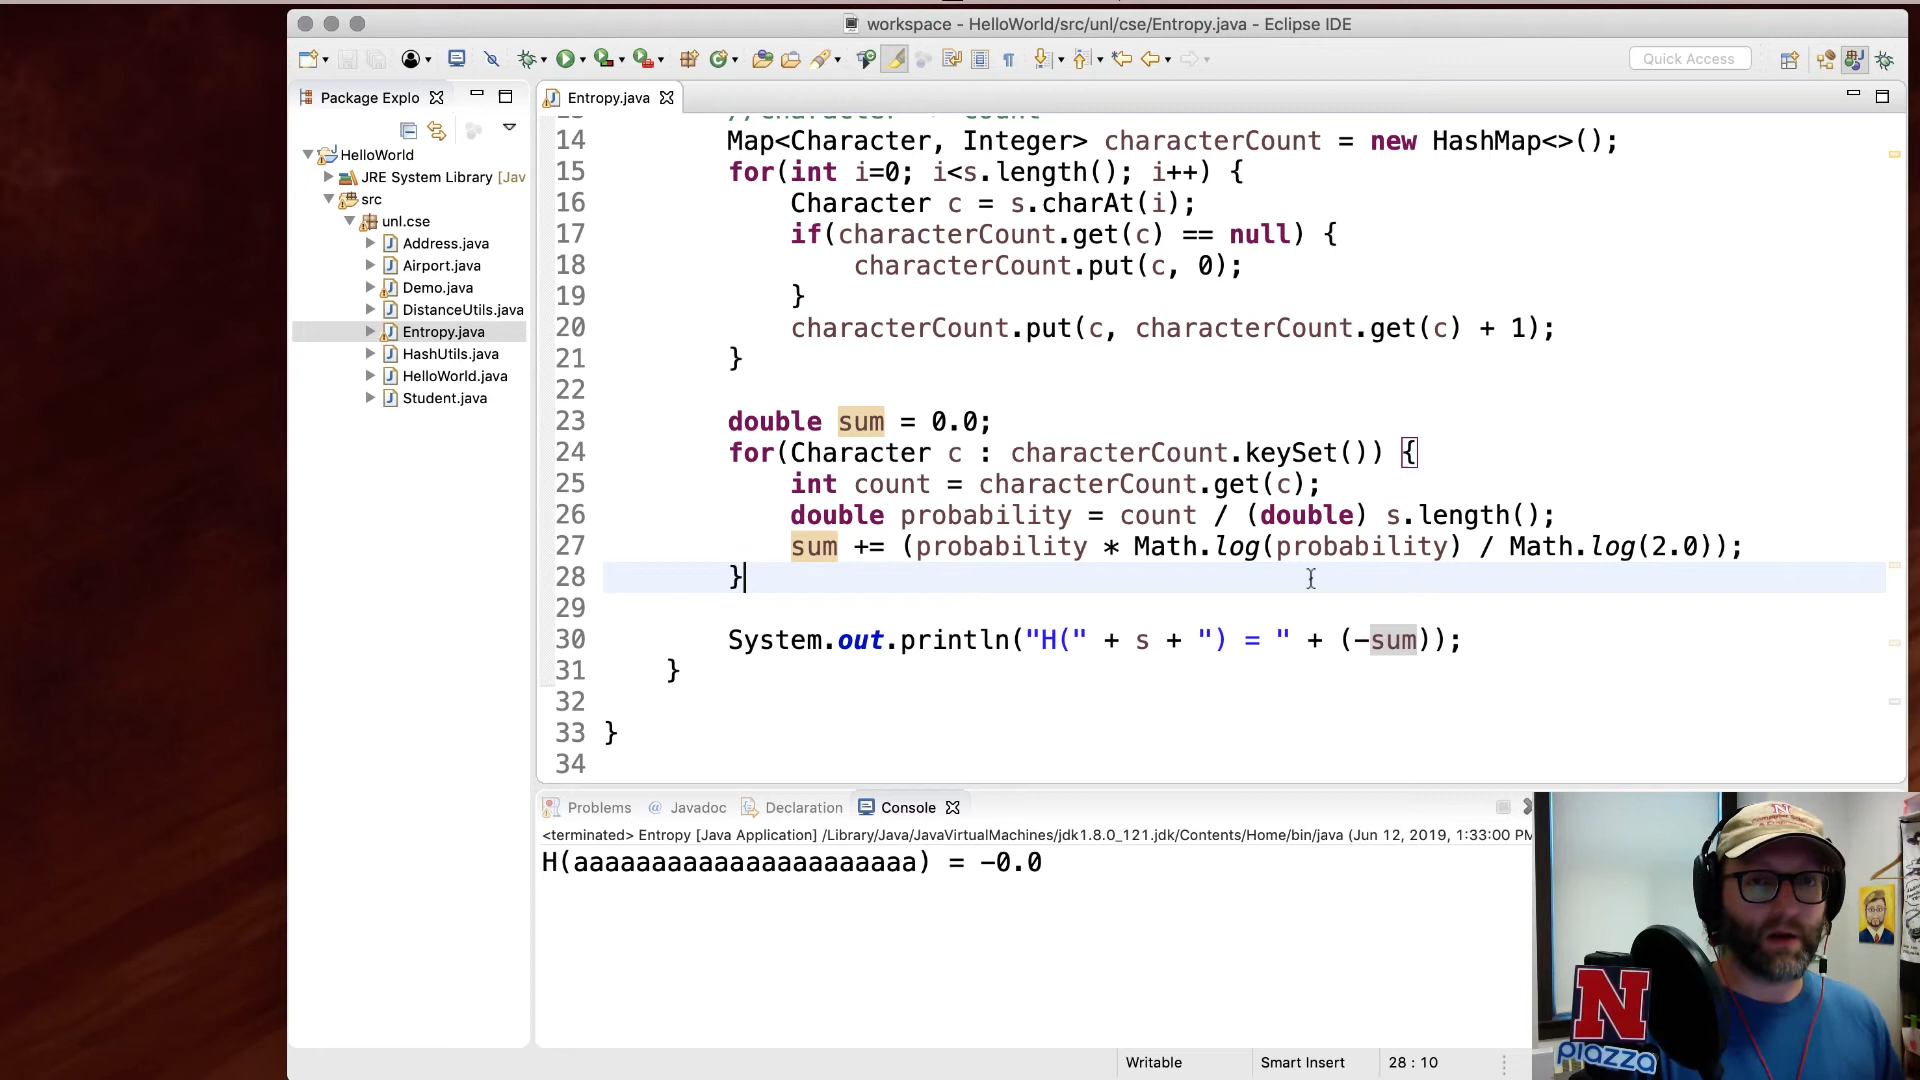 workspace - HelloWorld/src/unl/cse/Entropy.java - Eclipse IDE
Quick Access
Package Explo
Entropy.java
HelloWorld
JRE System Library [Jav
src
unl.cse
Address.java
Airport.java
Demo.java
DistanceUtils.java
Entropy.java
HashUtils.java
HelloWorld.java
Student.java
14 Map<Character, Integer> characterCount = new HashMap<>();
15 for(int i=0; i<s.length(); i++) {
16 Character c = s.charAt(i);
17 if(characterCount.get(c) == null) {
18 characterCount.put(c, 0);
19 }
20 characterCount.put(c, characterCount.get(c) + 1);
21 }
22
23 double sum = 0.0;
24 for(Character c : characterCount.keySet()) {
25 int count = characterCount.get(c);
26 double probability = count / (double) s.length();
27 sum += (probability * Math.log(probability) / Math.log(2.0));
28 }
29
30 System.out.println("H(" + s + ") = " + (-sum));
31 }
32
33 }
34
Problems @ Javadoc Declaration Console
<terminated> Entropy [Java Application] /Library/Java/JavaVirtualMachines/jdk1.8.0_121.jdk/Contents/Home/bin/java (Jun 12, 2019, 1:33:00 PM
H(aaaaaaaaaaaaaaaaaaaaaa) = -0.0
Writable
Smart Insert
28 : 10
N
N
piazza